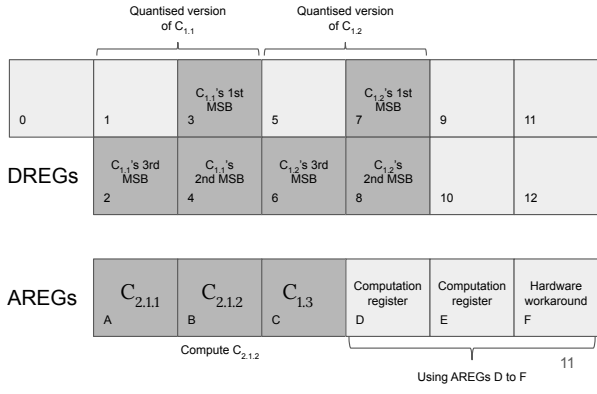 Quantised version
of C1.1
Quantised version
of C1.2
C1.1's 1st
MSB
C1.2's 1st
MSB
0
1
3
5
7
9
11
DREGs
C1.1's 3rd
MSB
C1.1's
2nd MSB
C1.2's 3rd
MSB
C1.2's
2nd MSB
2
4
6
8
10
12
AREGs
C2.1.1
C2.1.2
C1.3
Computation
register
Computation
register
Hardware
workaround
A
B
C
D
E
F
Compute C2.1.2
Using AREGs D to F
11